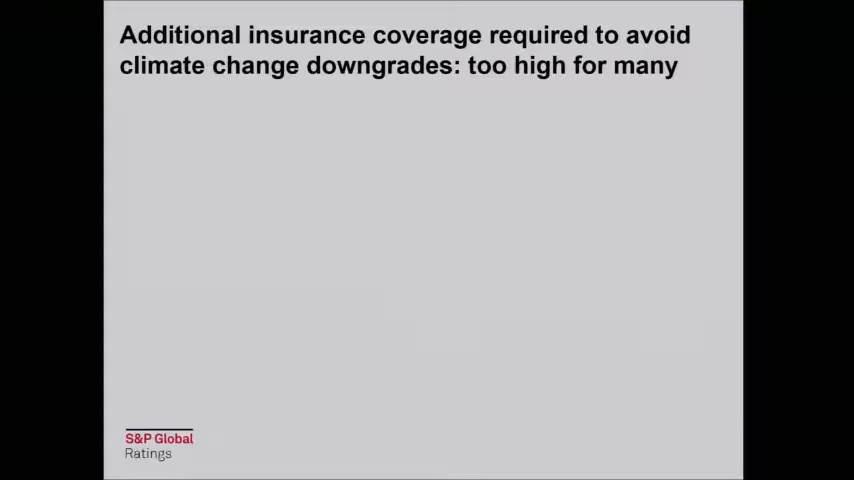 Additional insurance coverage required to avoid
climate change downgrades: too high for many
S&P Global
Ratings